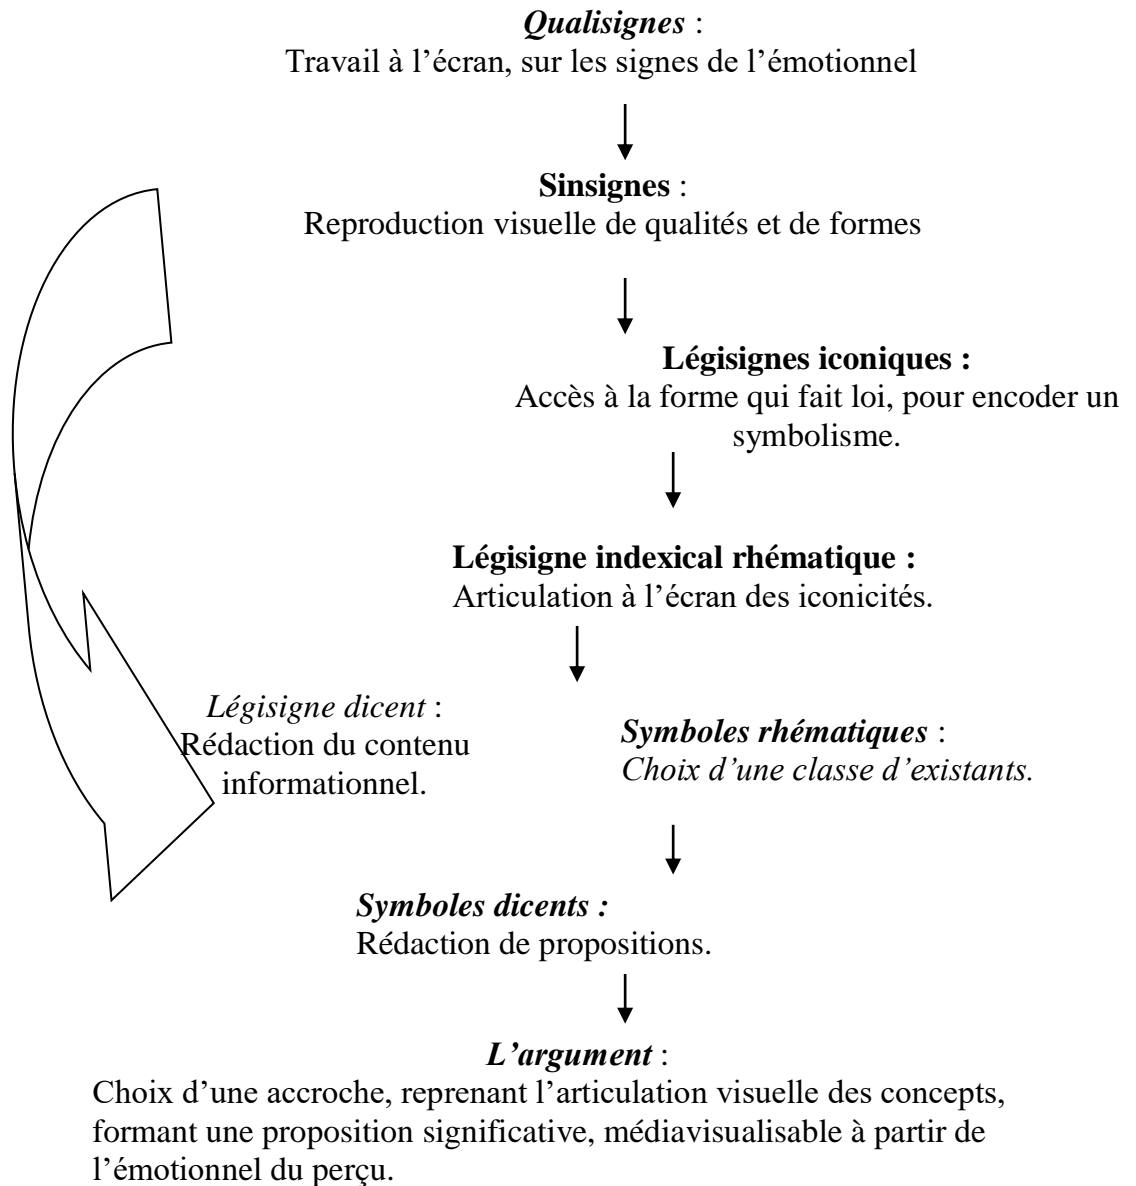 Qualisignes :
Travail à l’écran, sur les signes de l’émotionnel
Sinsignes :
Reproduction visuelle de qualités et de formes
Légisignes iconiques :
Accès à la forme qui fait loi, pour encoder un
symbolisme.
Légisigne indexical rhématique :
Articulation à l’écran des iconicités.
Légisigne dicent :
Rédaction du contenu
informationnel.
Symboles rhématiques :
Choix d’une classe d’existants.
Symboles dicents :
Rédaction de propositions.
L’argument :
Choix d’une accroche, reprenant l’articulation visuelle des concepts,
formant une proposition significative, médiavisualisable à partir de
l’émotionnel du perçu.